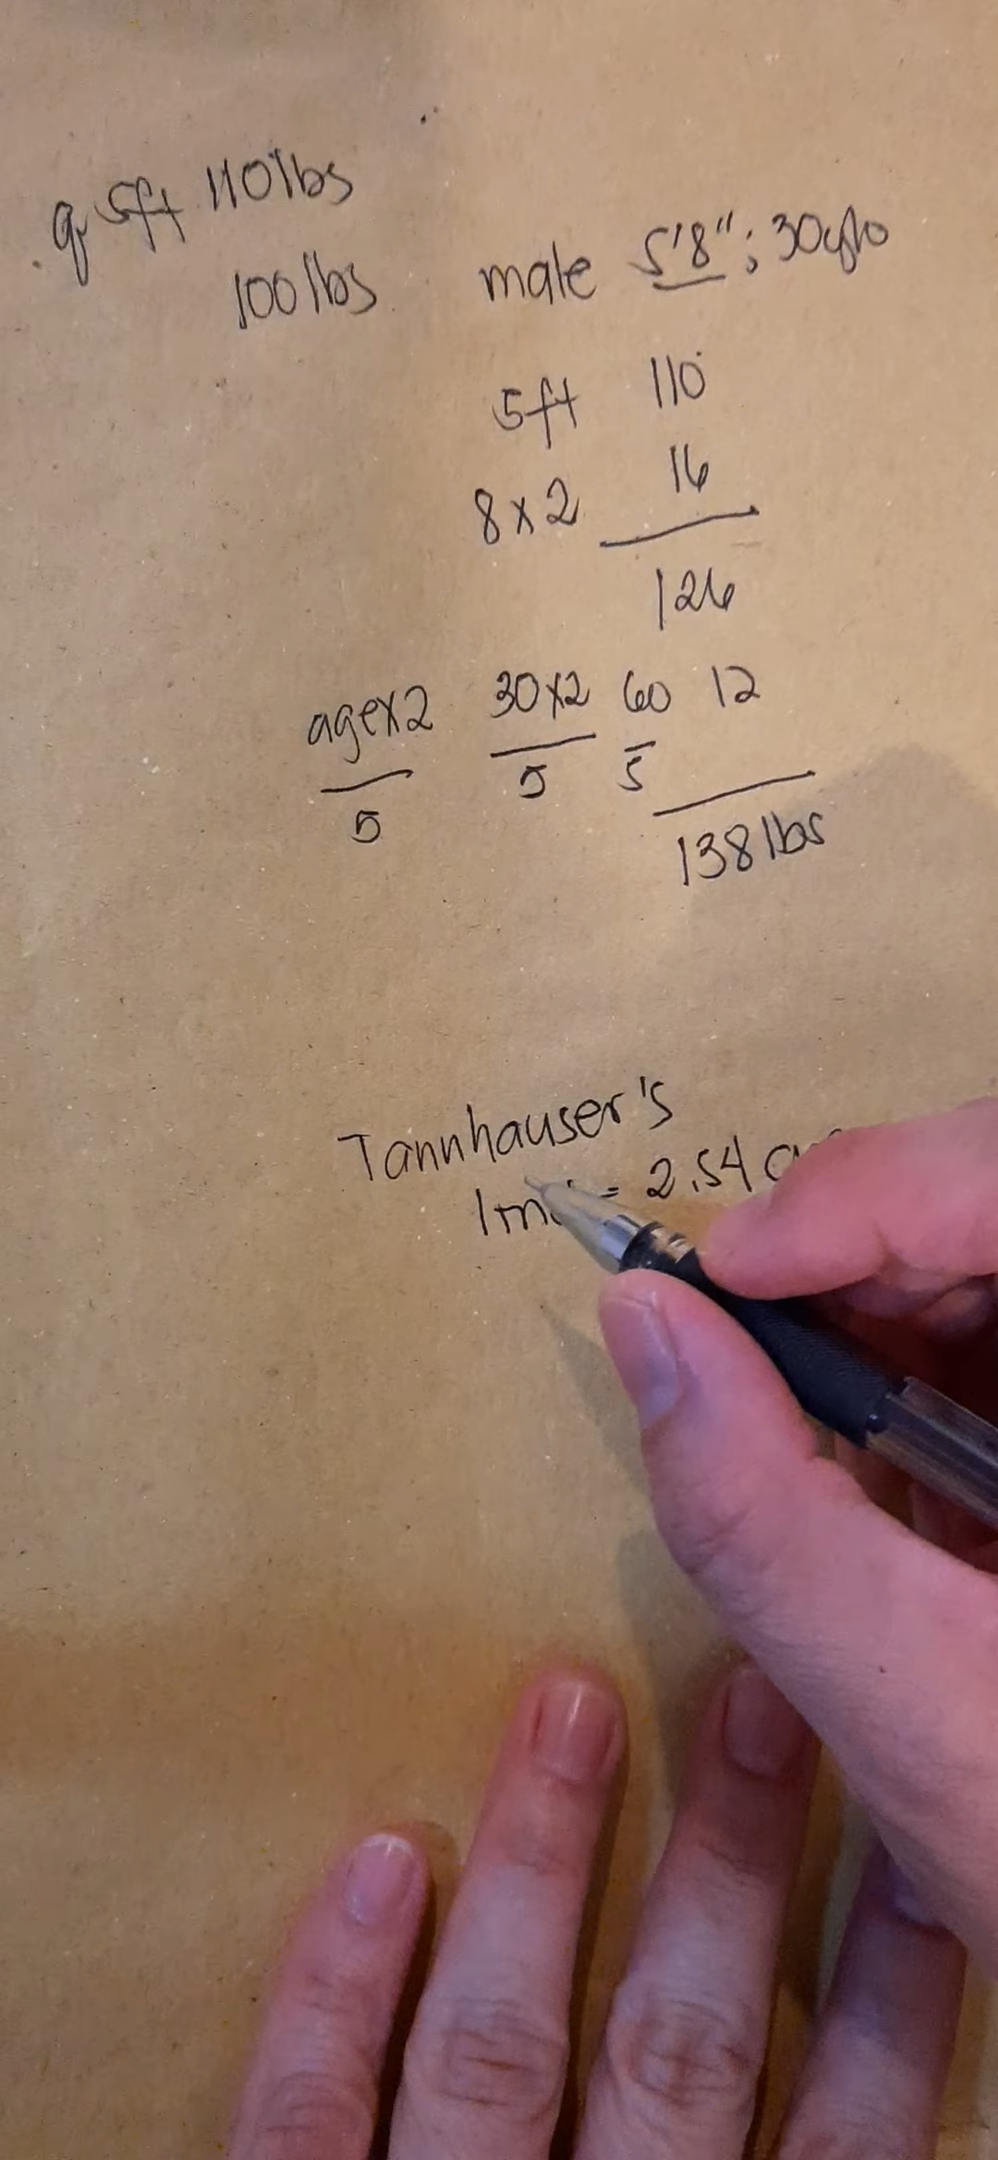 5ft 110lbs
100lbs
male 5'8"; 30y/o
5ft 110
8x2 16
126
agex2 30x2 60 12
5 5 5
138lbs
Tannhauser's
= 2.54